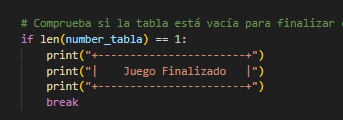 # Comprueba si la tabla está vacía para finalizar
if len(number_tabla) == 1:
    print("+----------------------+")
    print("|    Juego Finalizado   |")
    print("+----------------------+")
    break